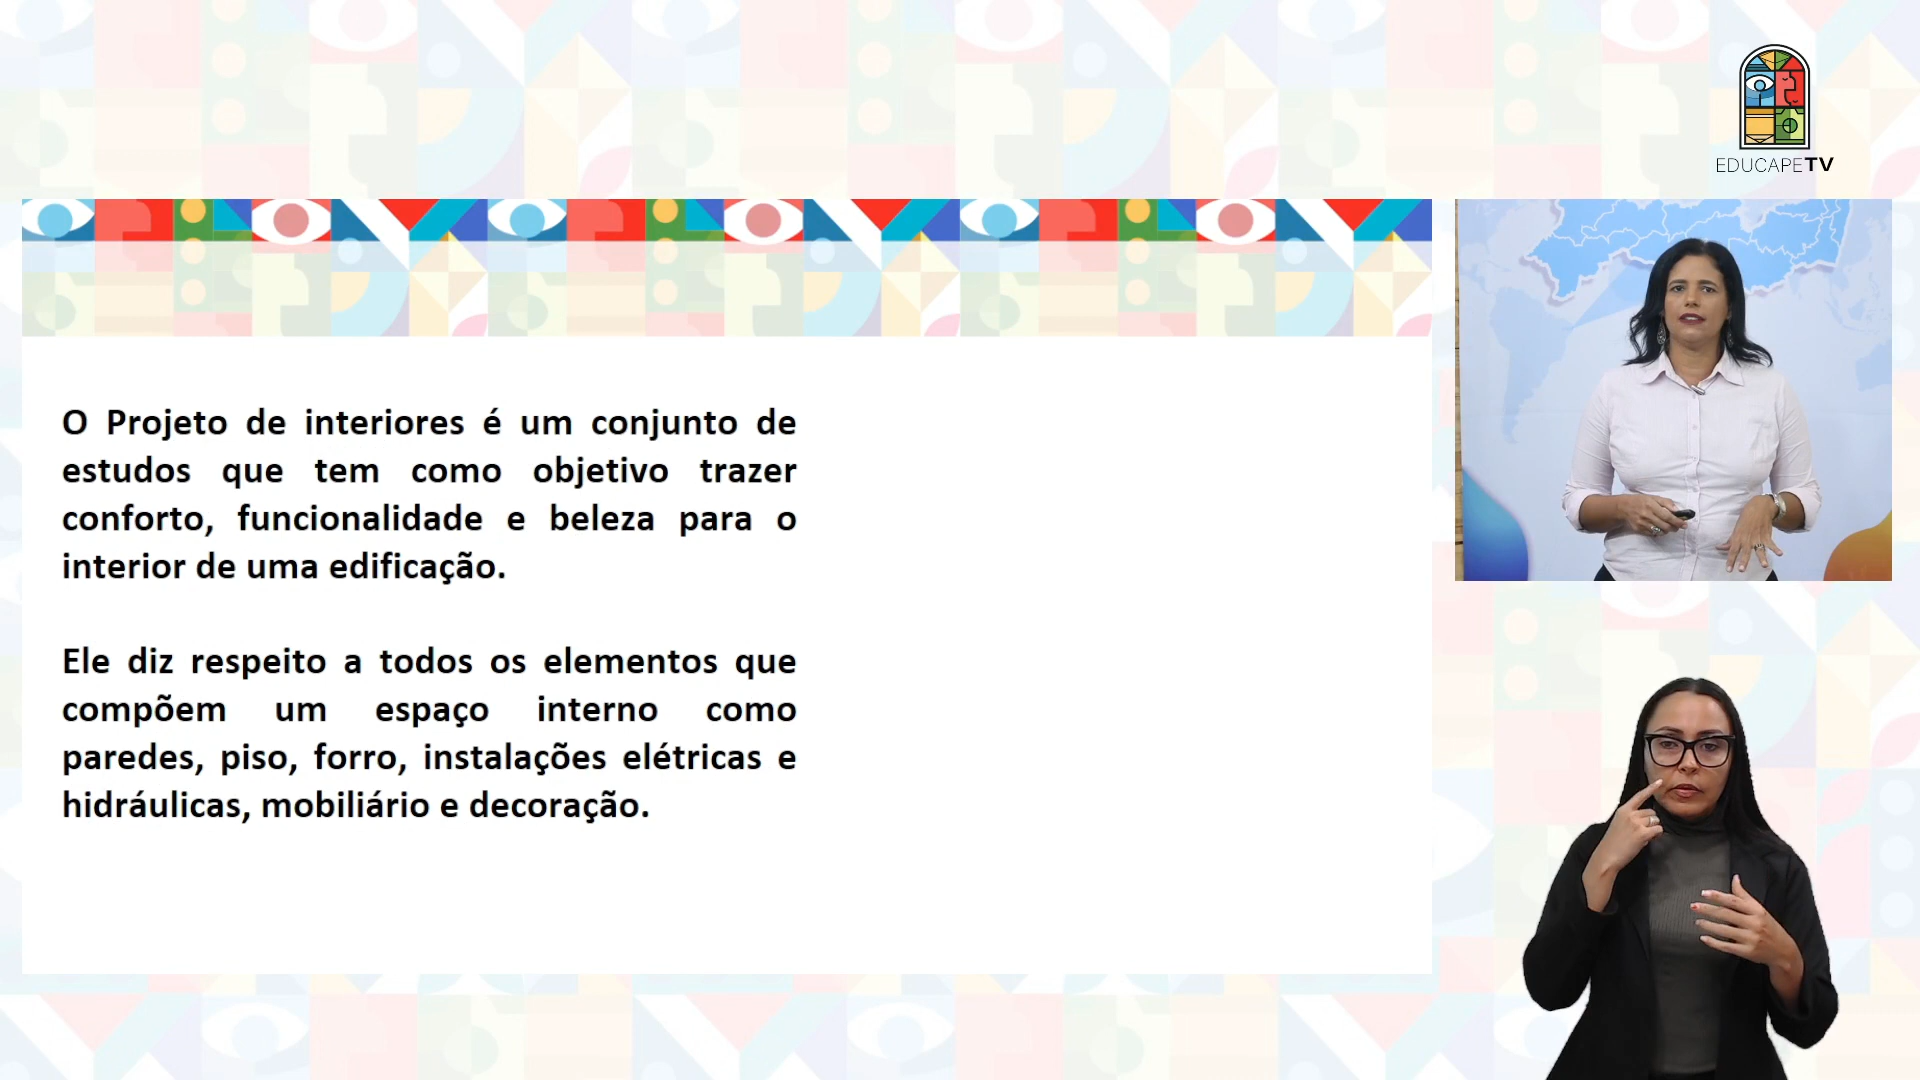 EDUCAPETV
O Projeto de interiores é um conjunto de
estudos que tem como objetivo trazer
conforto, funcionalidade e beleza para o
interior de uma edificação.
Ele diz respeito a todos os elementos que
compõem um espaço interno como
paredes, piso, forro, instalações elétricas e
hidráulicas, mobiliário e decoração.